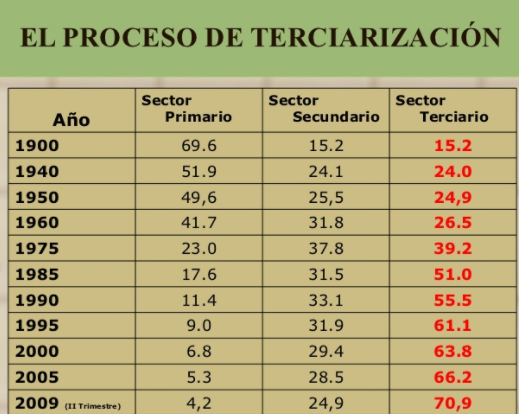 EL PROCESO DE TERCIARIZACIÓN
Año Sector Primario Sector Secundario Sector Terciario
1900 69.6 15.2 15.2
1940 51.9 24.1 24.0
1950 49,6 25,5 24,9
1960 41.7 31.8 26.5
1975 23.0 37.8 39.2
1985 17.6 31.5 51.0
1990 11.4 33.1 55.5
1995 9.0 31.9 61.1
2000 6.8 29.4 63.8
2005 5.3 28.5 66.2
2009 (II Trimestre) 4,2 24,9 70,9